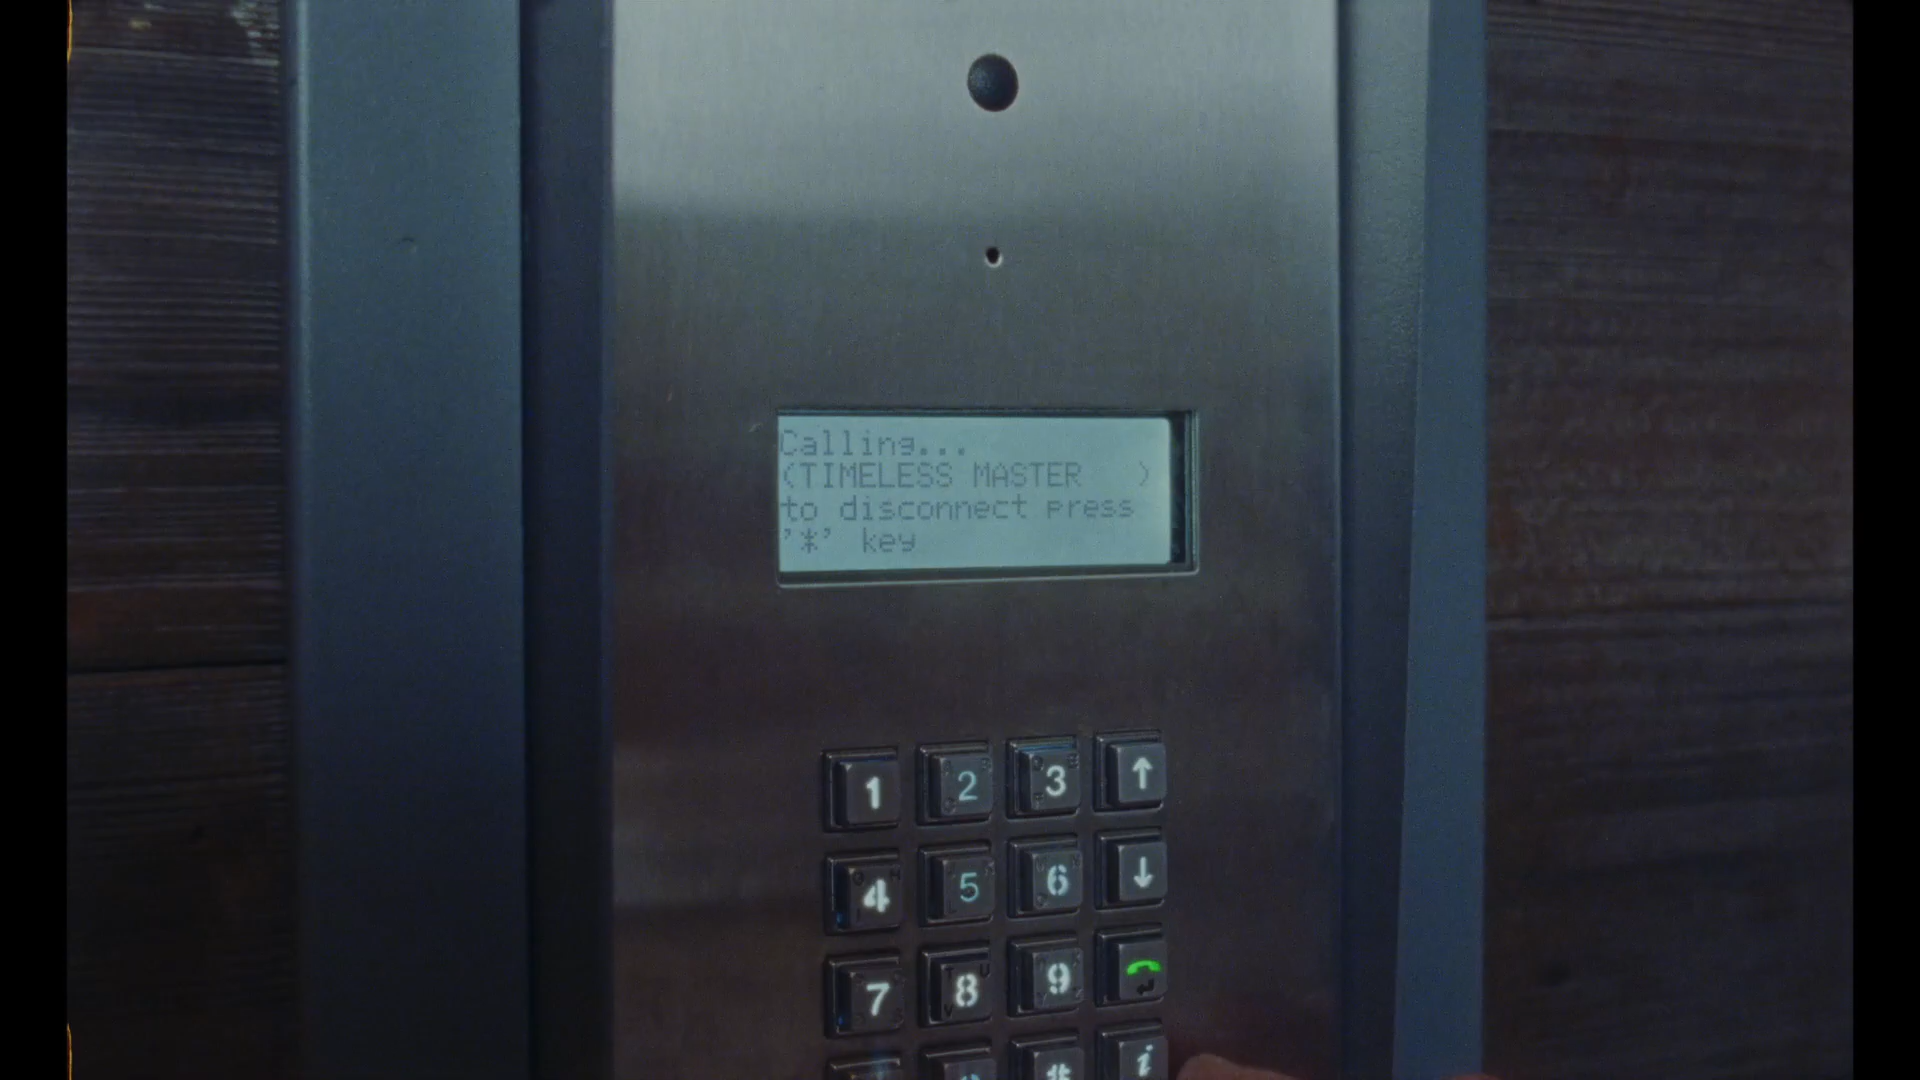 Calling...
(TIMELESS MASTER   )
to disconnect press
'*' key
1 2 3 ↑
4 5 6 ↓
7 8 9
# i